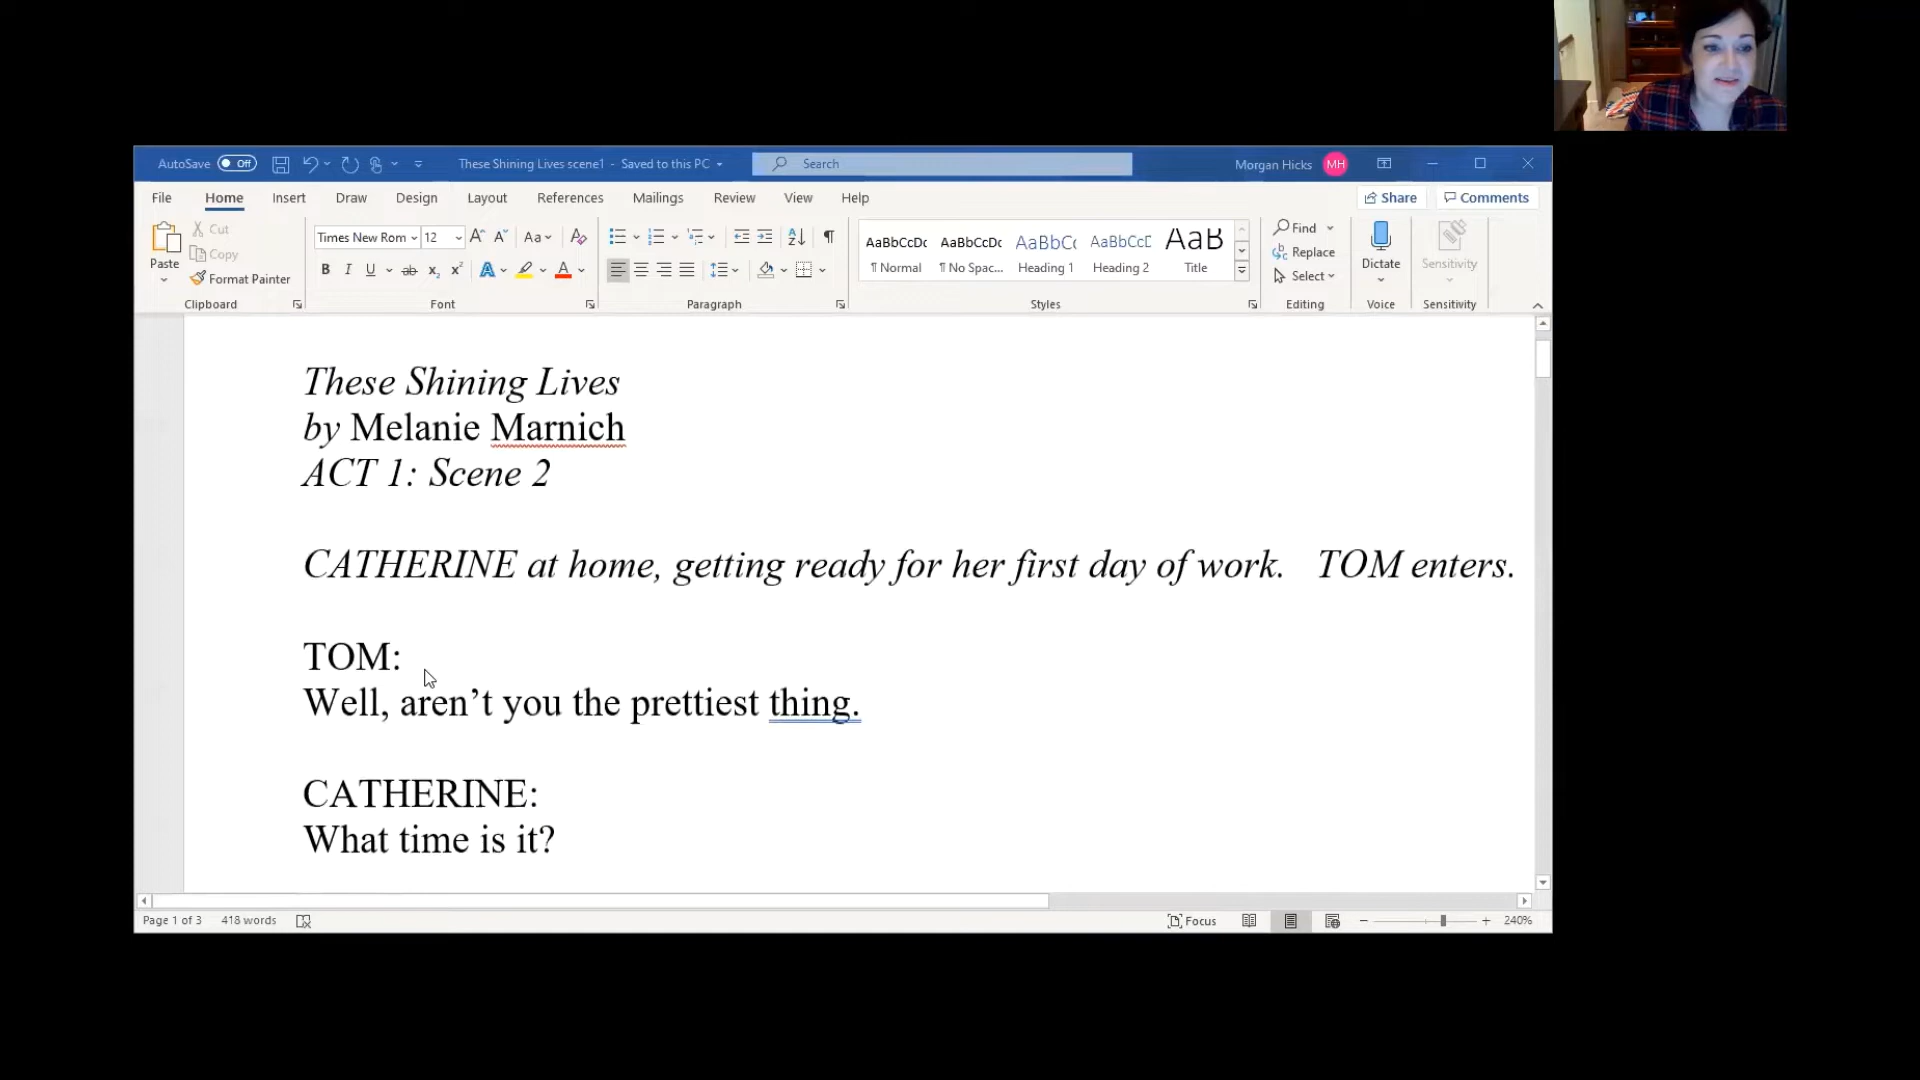 AutoSave Off These Shining Lives scene1 - Saved to this PC Search Morgan Hicks MH
File Home Insert Draw Design Layout References Mailings Review View Help Share Comments
Paste Cut Copy Format Painter Clipboard
Times New Rom 12 Aa Font
Paragraph
AaBbCcDc AaBbCcDc AaBbCc AaBbCcD AaB
¶ Normal ¶ No Spac... Heading 1 Heading 2 Title
Styles
Find Replace Select Editing
Dictate Voice
Sensitivity Sensitivity
These Shining Lives
by Melanie Marnich
ACT 1: Scene 2
CATHERINE at home, getting ready for her first day of work. TOM enters.
TOM:
Well, aren’t you the prettiest thing.
CATHERINE:
What time is it?
Page 1 of 3 418 words Focus 240%